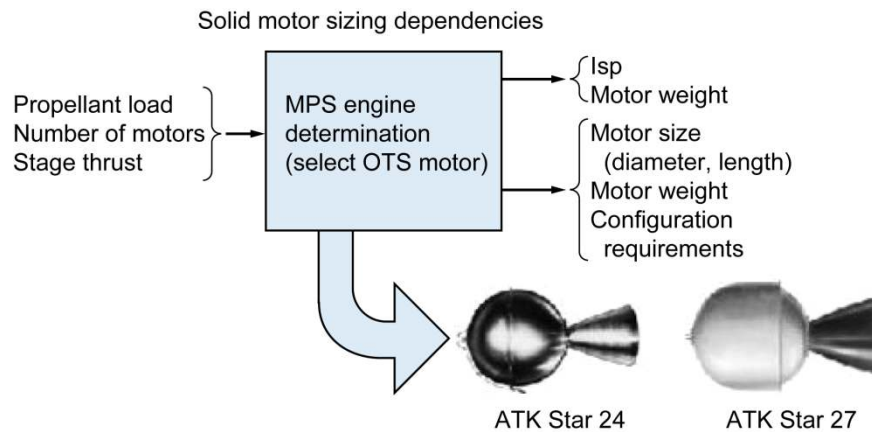 Solid motor sizing dependencies
Propellant load
Number of motors
Stage thrust
MPS engine
determination
(select OTS motor)
Isp
Motor weight
Motor size
(diameter, length)
Motor weight
Configuration
requirements
ATK Star 24
ATK Star 27